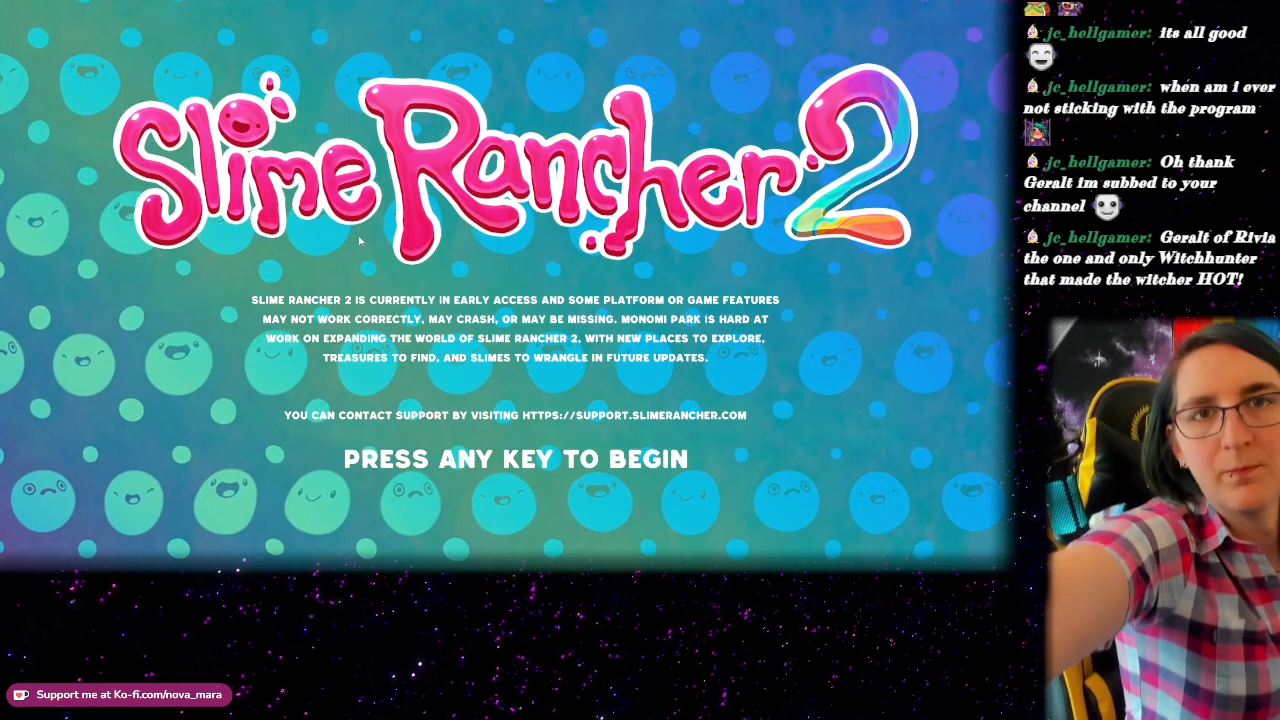 Slime Rancher 2
SLIME RANCHER 2 IS CURRENTLY IN EARLY ACCESS AND SOME PLATFORM OR GAME FEATURES
MAY NOT WORK CORRECTLY, MAY CRASH, OR MAY BE MISSING. MONOMI PARK IS HARD AT
WORK ON EXPANDING THE WORLD OF SLIME RANCHER 2, WITH NEW PLACES TO EXPLORE,
TREASURES TO FIND, AND SLIMES TO WRANGLE IN FUTURE UPDATES.
YOU CAN CONTACT SUPPORT BY VISITING HTTPS://SUPPORT.SLIMERANCHER.COM
PRESS ANY KEY TO BEGIN
jc_hellgamer: its all good
jc_hellgamer: when am i ever
not sticking with the program
jc_hellgamer: Oh thank
Geralt im subbed to your
channel
jc_hellgamer: Geralt of Rivia
the one and only Witchhunter
that made the witcher HOT!
Support me at Ko-fi.com/nova_mara